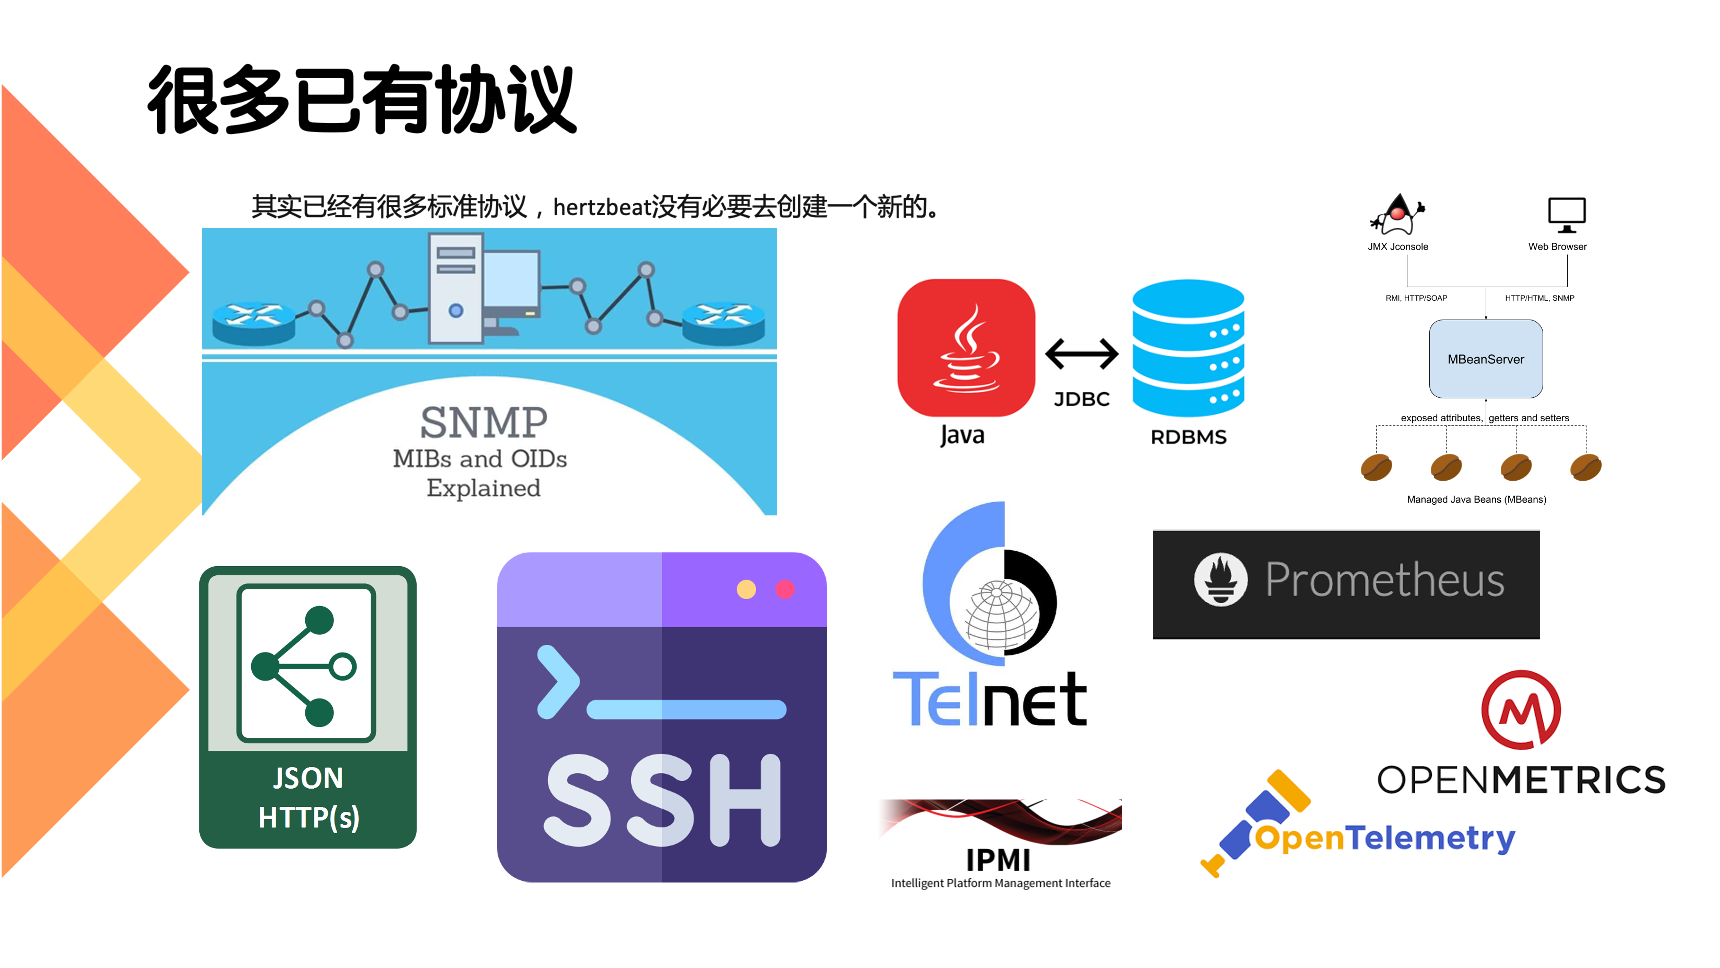 很多已有协议
其实已经有很多标准协议，hertzbeat没有必要去创建一个新的。
SNMP
MIBs and OIDs
Explained
Java
JDBC
RDBMS
JMX Jconsole
Web Browser
RMI, HTTP/SOAP
HTTP/HTML, SNMP
MBeanServer
exposed attributes, getters and setters
Managed Java Beans (MBeans)
JSON
HTTP(s)
SSH
Telnet
Prometheus
OPENMETRICS
OpenTelemetry
IPMI
Intelligent Platform Management Interface